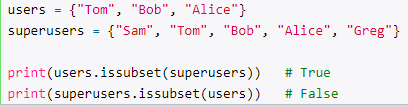 users = {"Tom", "Bob", "Alice"}
superusers = {"Sam", "Tom", "Bob", "Alice", "Greg"}
print(users.issubset(superusers))   # True
print(superusers.issubset(users))   # False